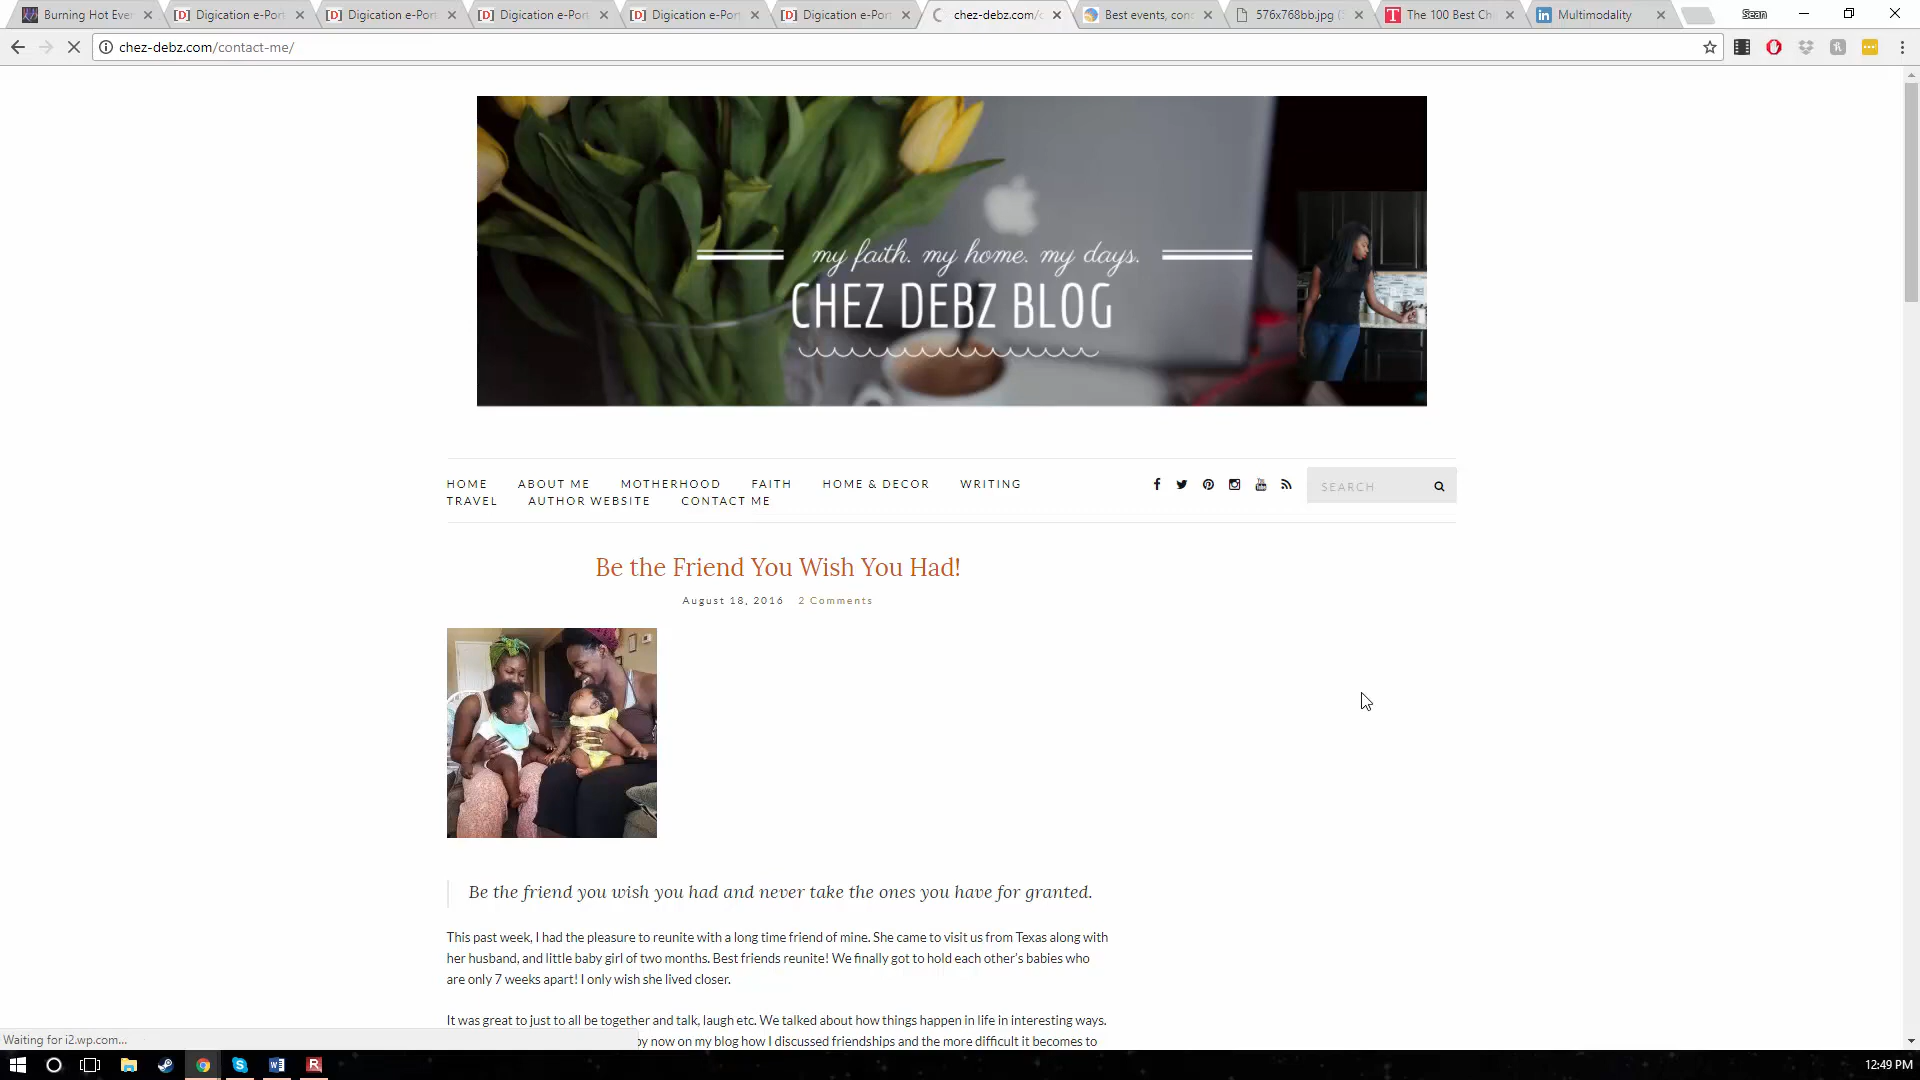 Burning Hot Ever
Digication e-Port
Digication e-Port
Digication e-Port
Digication e-Port
Digication e-Port
chez-debz.com/c
Best events, con
576x768bb.jpg (
The 100 Best Ch
Multimodality
Sean
chez-debz.com/contact-me/
my faith. my home. my days.
CHEZ DEBZ BLOG
HOME ABOUT ME MOTHERHOOD FAITH HOME & DECOR WRITING
TRAVEL AUTHOR WEBSITE CONTACT ME
SEARCH
Be the Friend You Wish You Had!
August 18, 2016 2 Comments
Be the friend you wish you had and never take the ones you have for granted.
This past week, I had the pleasure to reunite with a long time friend of mine. She came to visit us from Texas along with
her husband, and little baby girl of two months. Best friends reunite! We finally got to hold each other's babies who
are only 7 weeks apart! I only wish she lived closer.
It was great to just to all be together and talk, laugh etc. We talked about how things happen in life in interesting ways.
by now on my blog how I discussed friendships and the more difficult it becomes to
Waiting for i2.wp.com...
12:49 PM